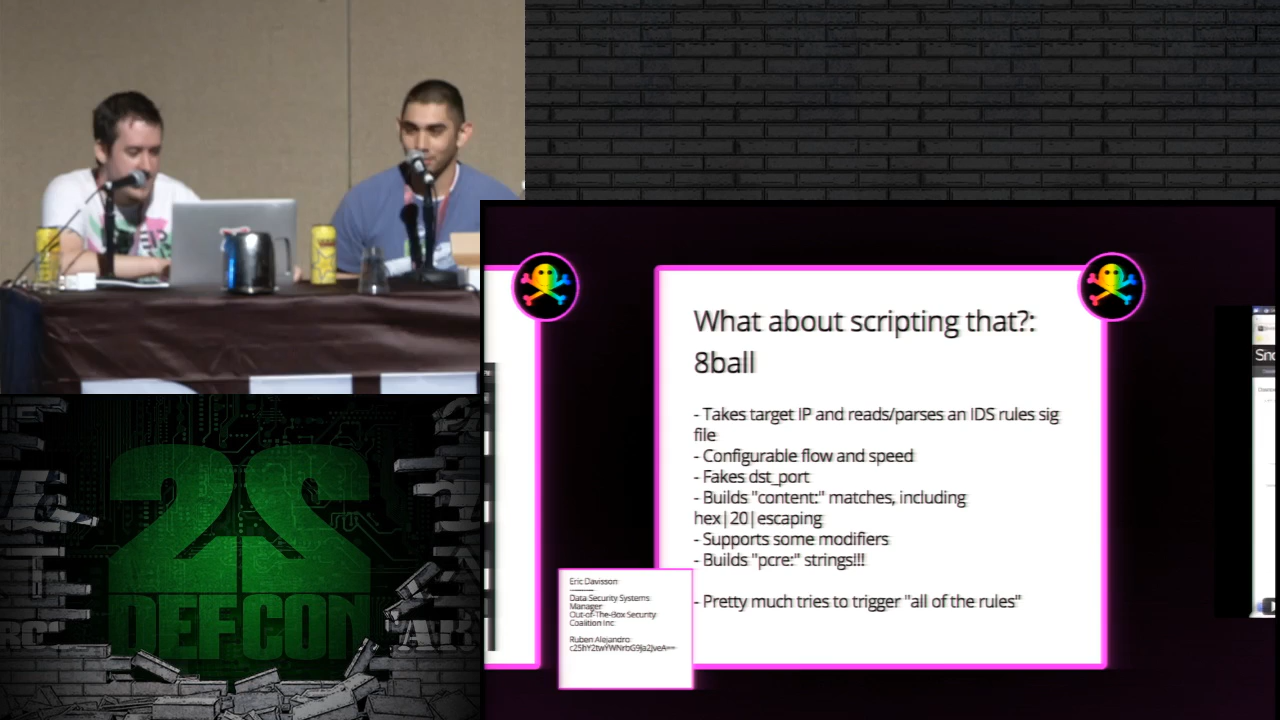 What about scripting that?:
8ball
- Takes target IP and reads/parses an IDS rules sig
file
- Configurable flow and speed
- Fakes dst_port
- Builds "content:" matches, including
hex|20|escaping
- Supports some modifiers
- Builds "pcre:" strings!!!
- Pretty much tries to trigger "all of the rules"
Eric Davisson
Data Security Systems
Manager
Out-of-The-Box Security
Coalition Inc
Ruben Alejandro
22
DEFCON